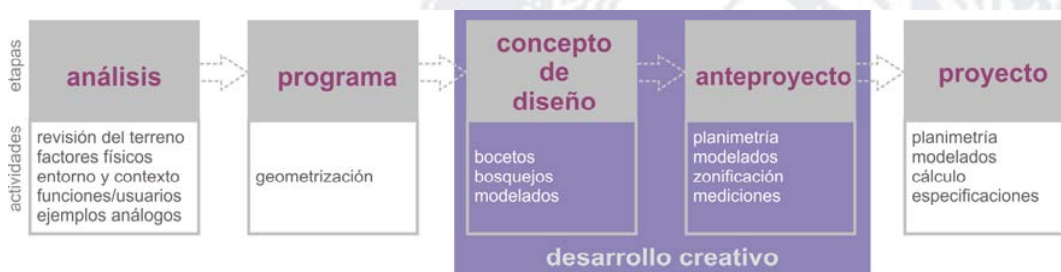 etapas
análisis
programa
concepto
de
diseño
anteproyecto
proyecto
actividades
revisión del terreno
factores físicos
entorno y contexto
funciones/usuarios
ejemplos análogos
geometrización
bocetos
bosquejos
modelados
planimetría
modelados
zonificación
mediciones
planimetría
modelados
cálculo
especificaciones
desarrollo creativo